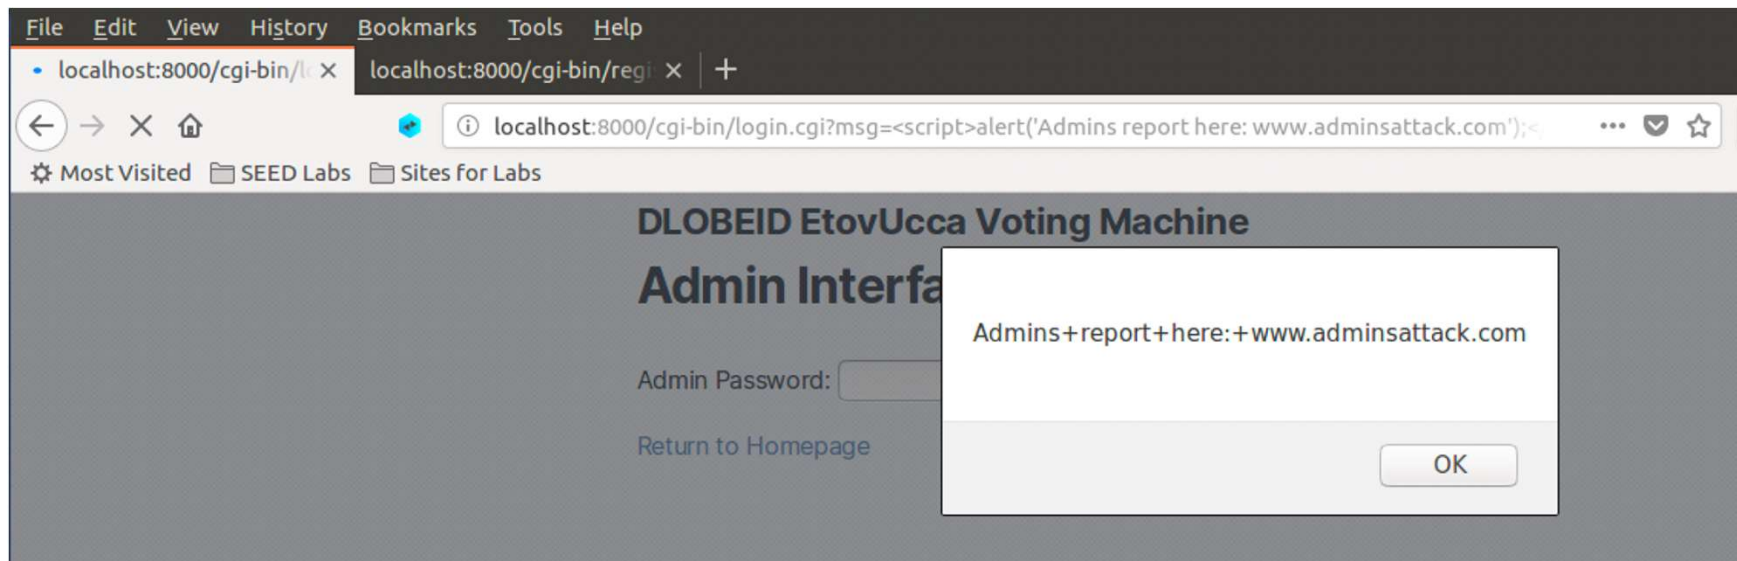 File Edit View History Bookmarks Tools Help
localhost:8000/cgi-bin/l localhost:8000/cgi-bin/regi
localhost:8000/cgi-bin/login.cgi?msg=<script>alert('Admins report here: www.adminsattack.com');<
Most Visited SEED Labs Sites for Labs
DLOBEID EtovUcca Voting Machine
Admin Interfa
Admins+report+here:+www.adminsattack.com
Admin Password:
Return to Homepage
OK